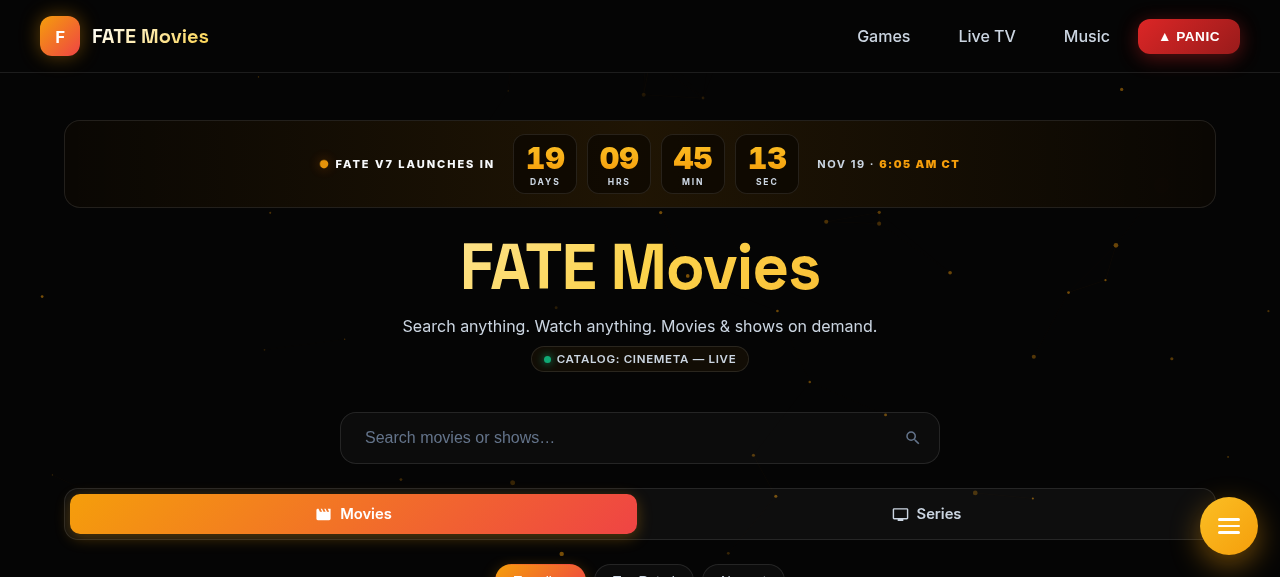 F FATE Movies Games Live TV Music ▲ PANIC
FATE V7 LAUNCHES IN 19 DAYS 09 HRS 45 MIN 13 SEC NOV 19 · 6:05 AM CT
FATE Movies
Search anything. Watch anything. Movies & shows on demand.
CATALOG: CINEMETA — LIVE
Search movies or shows…
Movies Series